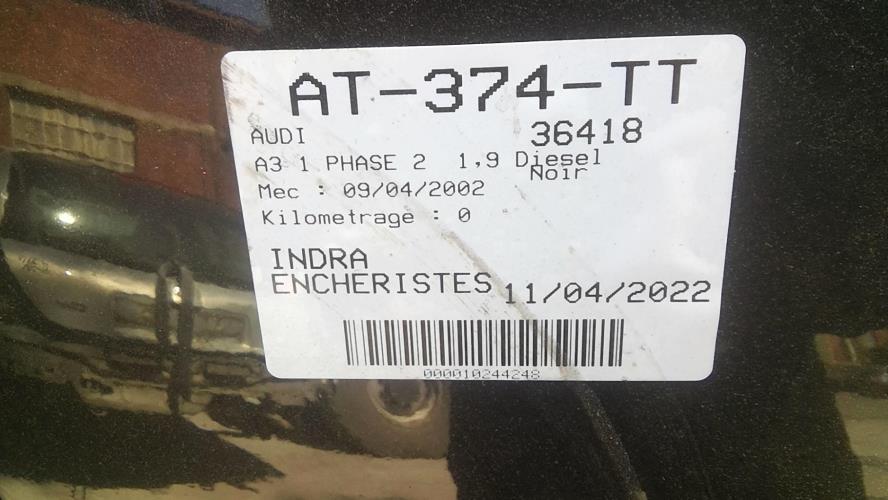 AT-374-TT
AUDI 36418
A3 1 PHASE 2 1,9 Diesel
Noir
Mec : 09/04/2002
Kilometrage : 0
INDRA
ENCHERISTES 11/04/2022
000010244248